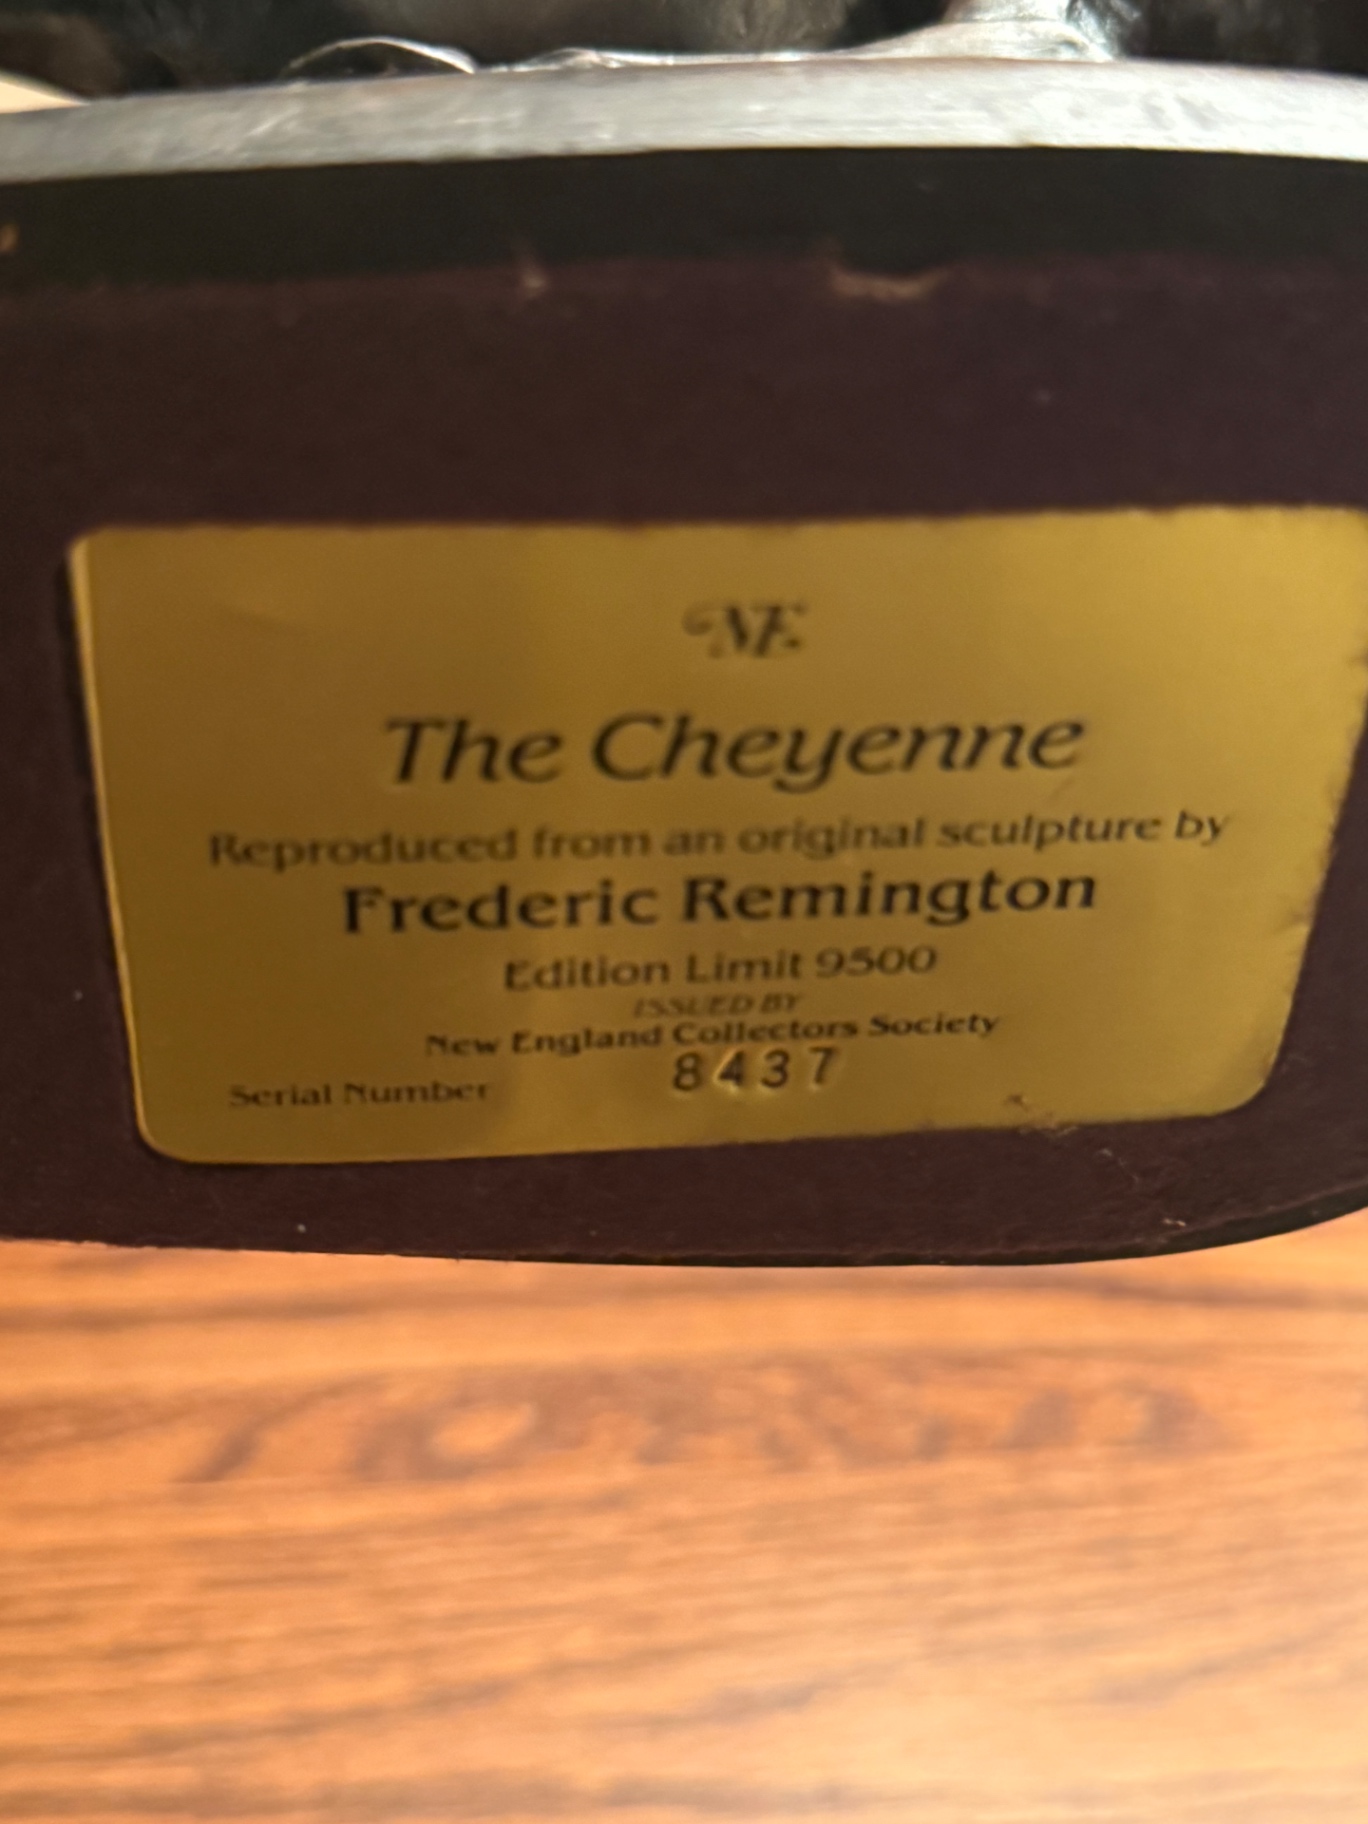 NE
The Cheyenne
Reproduced from an original sculpture by
Frederic Remington
Edition Limit 9500
ISSUED BY
New England Collectors Society
Serial Number 8437